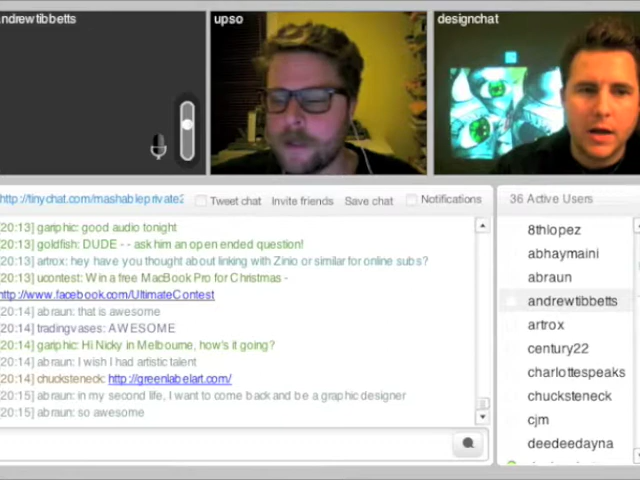 andrewtibbetts
upso
designchat
http://tinychat.com/mashableprivate2
Tweet chat
Invite friends
Save chat
Notifications
36 Active Users
[20:13] gariphic: good audio tonight
[20:13] goldfish: DUDE - - ask him an open ended question!
[20:13] artrox: hey have you thought about linking with Zinio or similar for online subs?
[20:13] ucontest: Win a free MacBook Pro for Christmas -
http://www.facebook.com/UltimateContest
[20:14] abraun: that is awesome
[20:14] tradingvases: AWESOME
[20:14] gariphic: Hi Nicky in Melbourne, how's it going?
[20:14] abraun: I wish I had artistic talent
[20:14] chucksteneck: http://greenlabelart.com/
[20:15] abraun: in my second life, I want to come back and be a graphic designer
[20:15] abraun: so awesome
8thlopez
abhaymaini
abraun
andrewtibbetts
artrox
century22
charlottespeaks
chucksteneck
cjm
deedeedayna